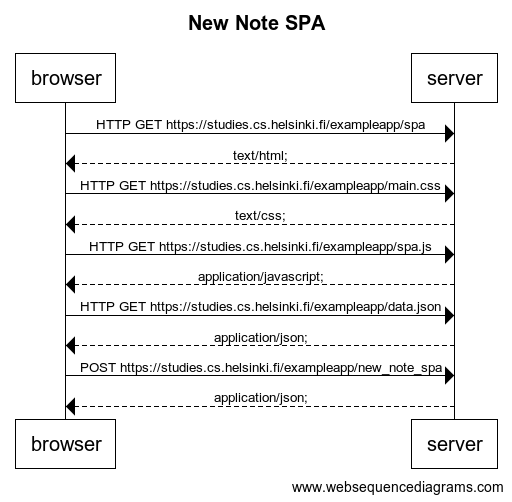 New Note SPA
browser
server
HTTP GET https://studies.cs.helsinki.fi/exampleapp/spa
text/html;
HTTP GET https://studies.cs.helsinki.fi/exampleapp/main.css
text/css;
HTTP GET https://studies.cs.helsinki.fi/exampleapp/spa.js
application/javascript;
HTTP GET https://studies.cs.helsinki.fi/exampleapp/data.json
application/json;
POST https://studies.cs.helsinki.fi/exampleapp/new_note_spa
application/json;
browser
server
www.websequencediagrams.com